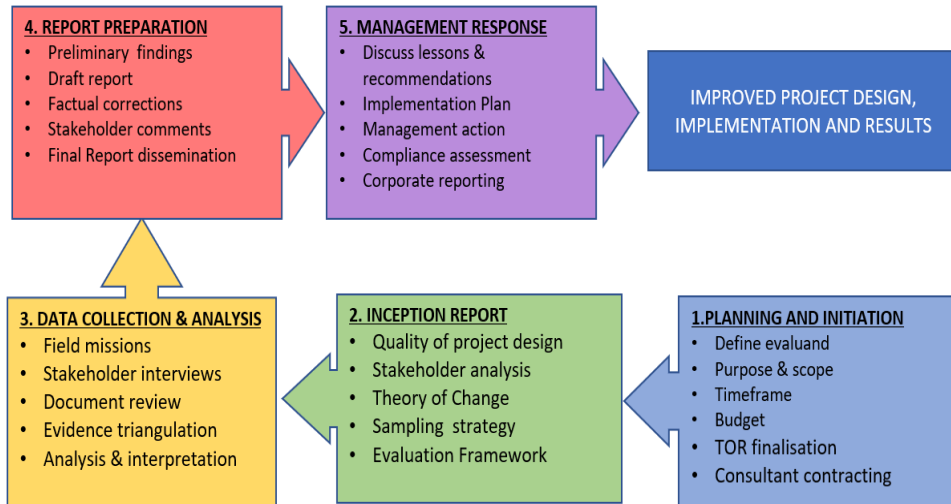 4. REPORT PREPARATION
• Preliminary findings
• Draft report
• Factual corrections
• Stakeholder comments
• Final Report dissemination
5. MANAGEMENT RESPONSE
• Discuss lessons &
recommendations
• Implementation Plan
• Management action
• Compliance assessment
• Corporate reporting
IMPROVED PROJECT DESIGN,
IMPLEMENTATION AND RESULTS
3. DATA COLLECTION & ANALYSIS
• Field missions
• Stakeholder interviews
• Document review
• Evidence triangulation
• Analysis & interpretation
2. INCEPTION REPORT
• Quality of project design
• Stakeholder analysis
• Theory of Change
• Sampling strategy
• Evaluation Framework
1.PLANNING AND INITIATION
• Define evaluand
• Purpose & scope
• Timeframe
• Budget
• TOR finalisation
• Consultant contracting